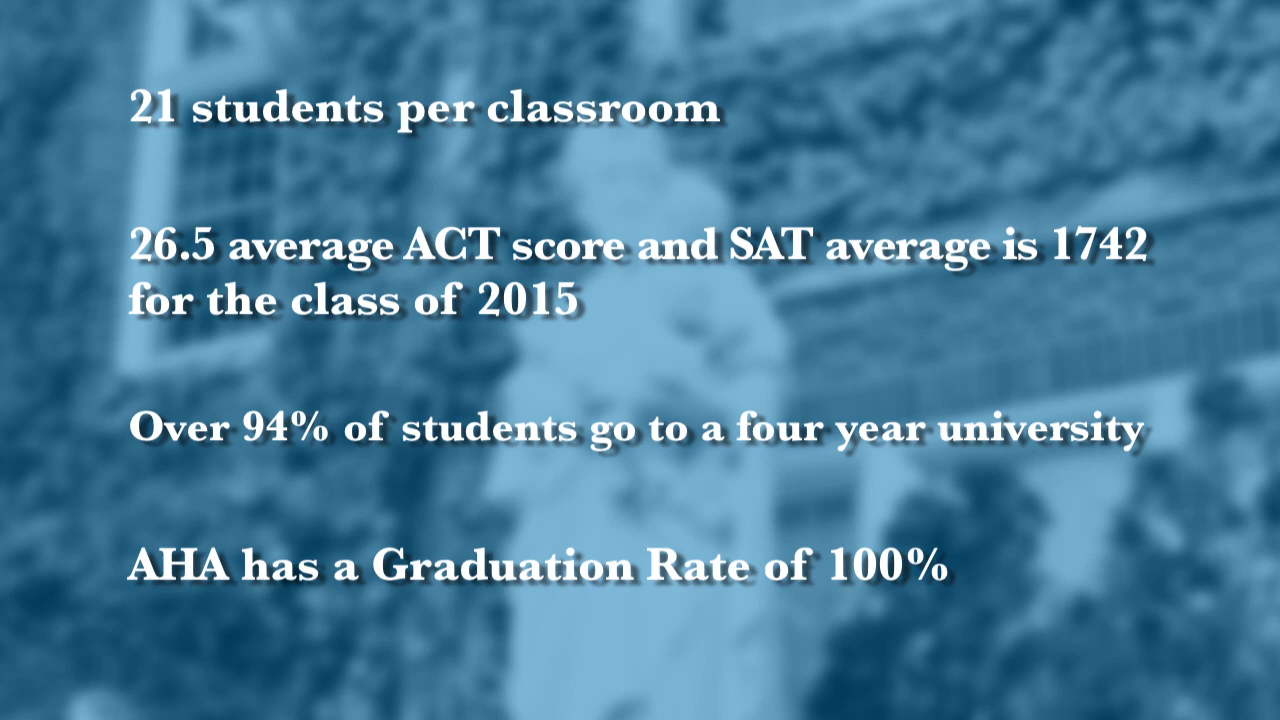 21 students per classroom
26.5 average ACT score and SAT average is 1742
for the class of 2015
Over 94% of students go to a four year university
AHA has a Graduation Rate of 100%